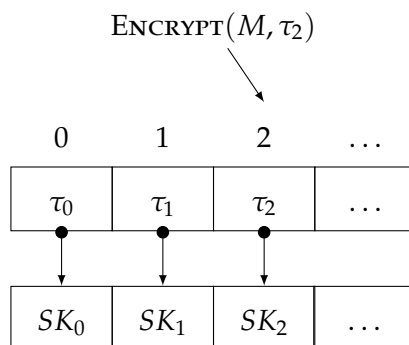 ENCRYPT(M, τ₂)
0 1 2 ...
τ₀ τ₁ τ₂ ...
SK₀ SK₁ SK₂ ...